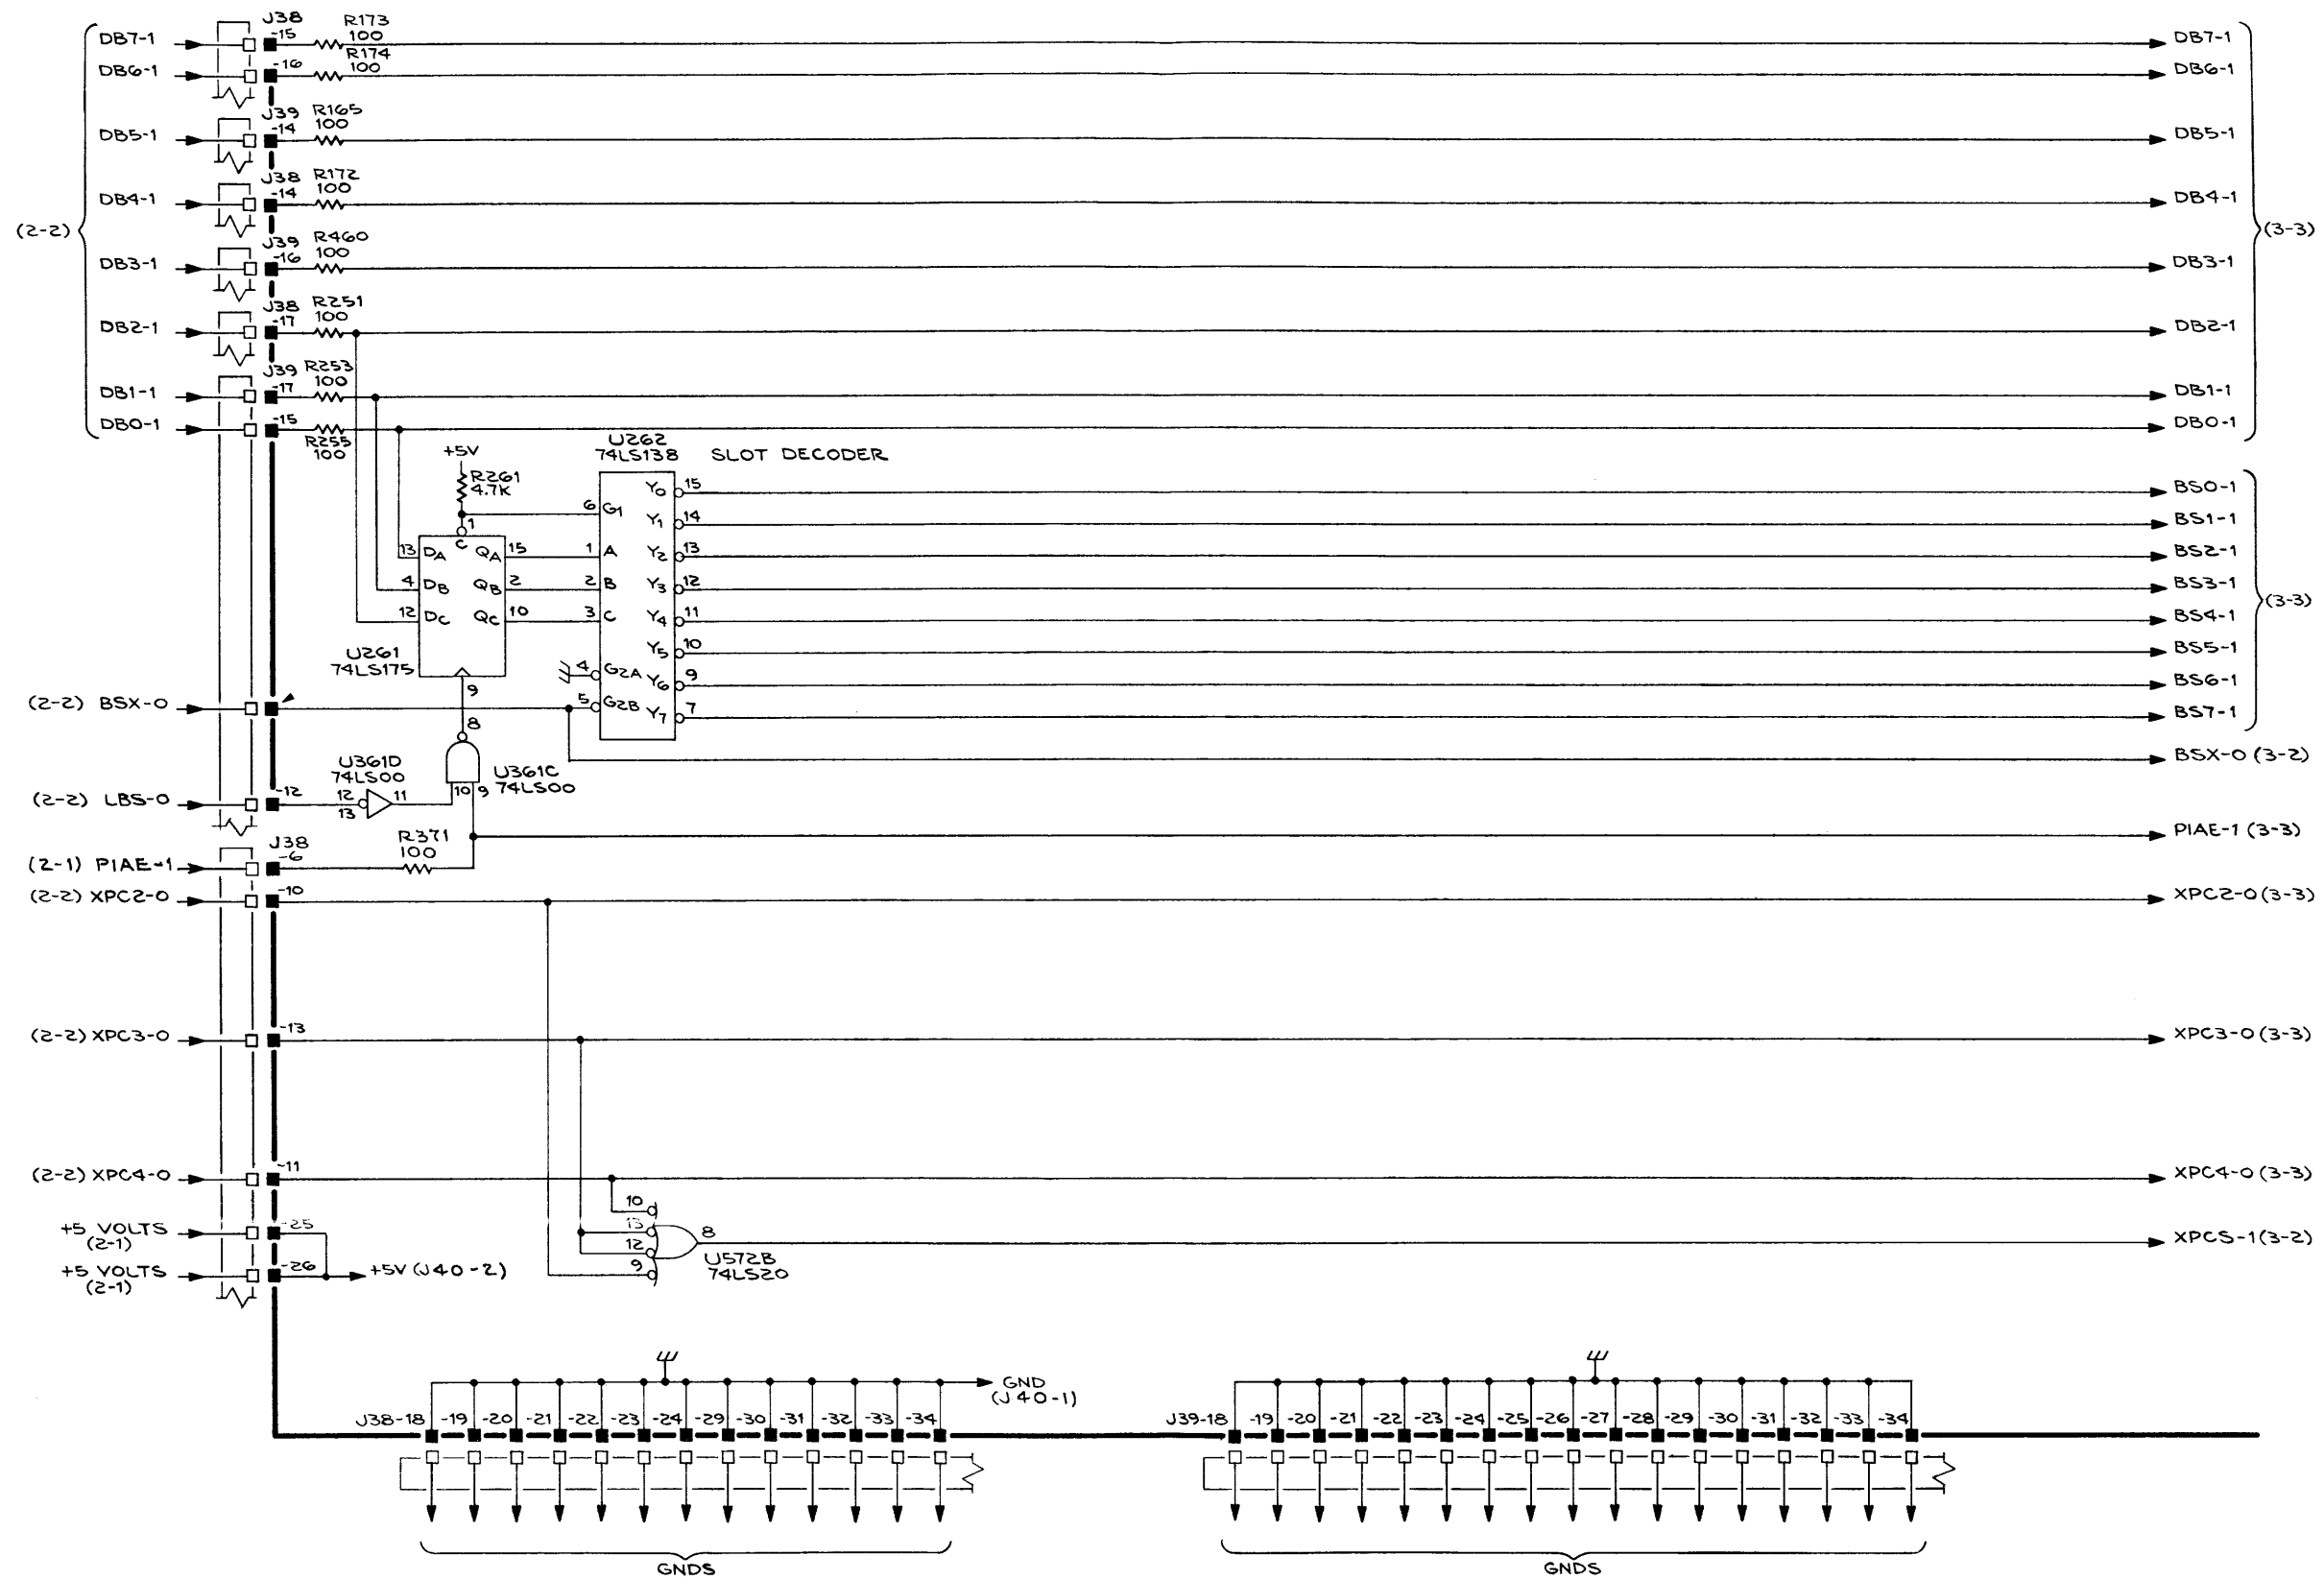 J38
DB7-1
-15
R173
100
DB7-1
DB6-1
-16
R174
100
DB6-1
J39
DB5-1
-14
R165
100
DB5-1
J38
DB4-1
-14
R172
100
DB4-1
(2-2)
(3-3)
J39
DB3-1
-16
R460
100
DB3-1
J38
DB2-1
-17
R251
100
DB2-1
J39
DB1-1
-17
R253
100
DB1-1
DB0-1
-15
R255
100
DB0-1
U262
74LS138
SLOT DECODER
+5V
R261
4.7K
Y0 15 BS0-1
6 G1
Y1 14 BS1-1
1
C
13 DA QA 15 1 A Y2 13 BS2-1
4 DB QB 2 2 B Y3 12 BS3-1
(3-3)
12 DC QC 10 3 C Y4 11 BS4-1
Y5 10 BS5-1
U261
74LS175
4 G2A Y6 9 BS6-1
9
(2-2) BSX-0
5 G2B Y7 7 BS7-1
8
BSX-0 (3-2)
U361D
74LS00
U361C
74LS00
10 9
(2-2) LBS-0
-12
12
13
11
PIAE-1 (3-3)
R371
100
J38
(2-1) PIAE-1
-6
(2-2) XPC2-0
-10
XPC2-0 (3-3)
(2-2) XPC3-0
-13
XPC3-0 (3-3)
(2-2) XPC4-0
-11
XPC4-0 (3-3)
10
13
12
9
8
U572B
74LS20
XPCS-1 (3-2)
+5 VOLTS
(2-1)
-25
+5 VOLTS
(2-1)
-26
+5V (J40-2)
GND
(J40-1)
J38-18 -19 -20 -21 -22 -23 -24 -29 -30 -31 -32 -33 -34
J39-18 -19 -20 -21 -22 -23 -24 -25 -26 -27 -28 -29 -30 -31 -32 -33 -34
GNDS
GNDS